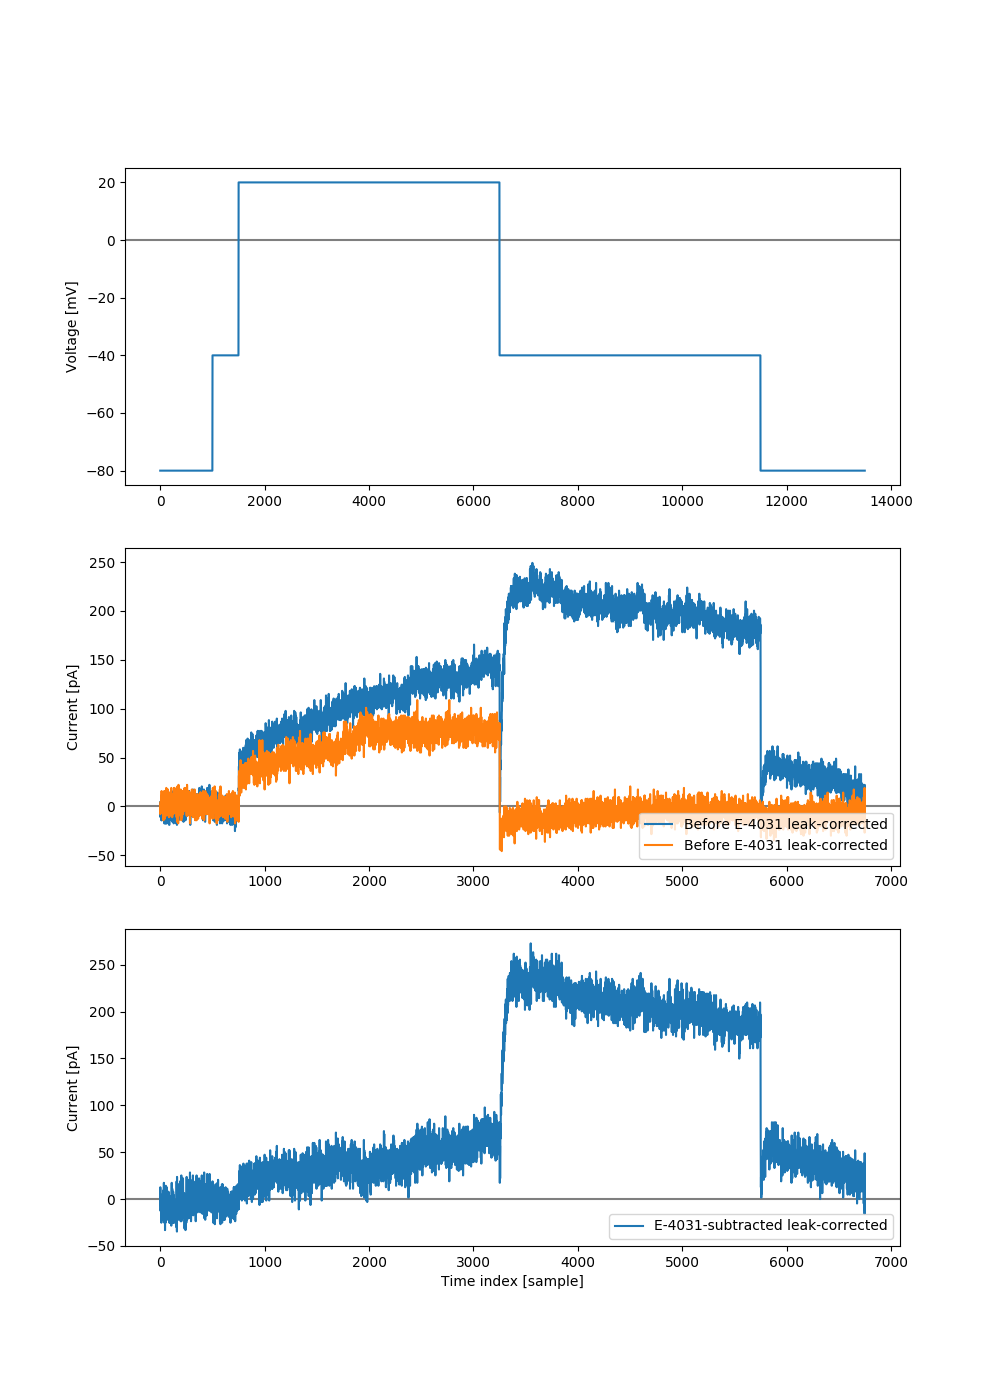 20
0
−20
−40
−60
−80
Voltage [mV]
0 2000 4000 6000 8000 10000 12000 14000
250
200
150
100
50
0
−50
Current [pA]
Before E-4031 leak-corrected
Before E-4031 leak-corrected
0 1000 2000 3000 4000 5000 6000 7000
250
200
150
100
50
0
−50
Current [pA]
E-4031-subtracted leak-corrected
0 1000 2000 3000 4000 5000 6000 7000
Time index [sample]